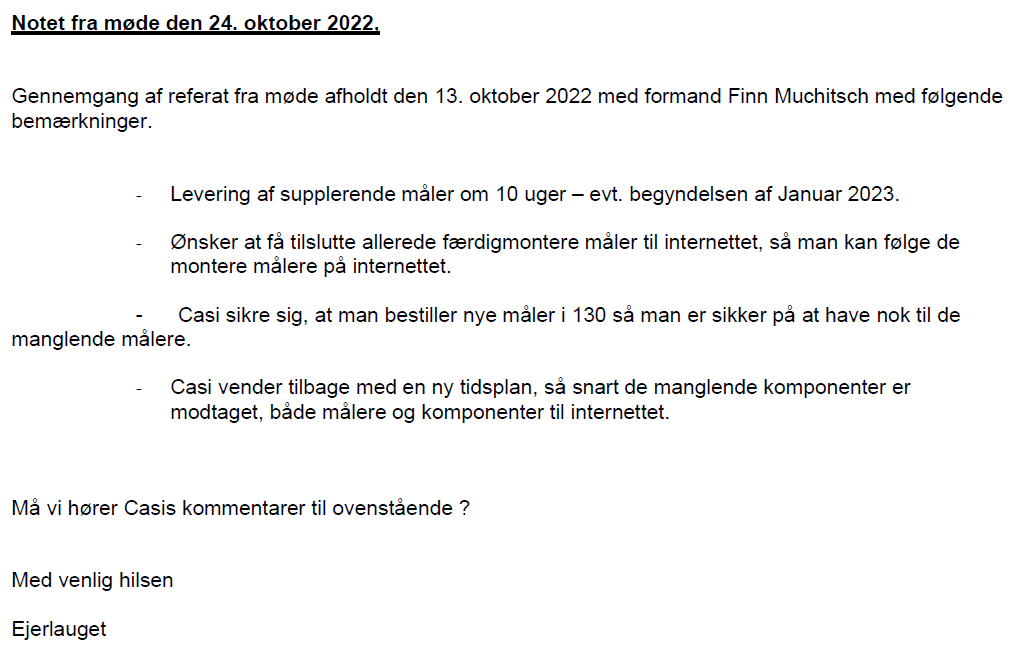 Notet fra møde den 24. oktober 2022.
Gennemgang af referat fra møde afholdt den 13. oktober 2022 med formand Finn Muchitsch med følgende
bemærkninger.
- Levering af supplerende måler om 10 uger – evt. begyndelsen af Januar 2023.
- Ønsker at få tilslutte allerede færdigmontere måler til internettet, så man kan følge de
montere målere på internettet.
- Casi sikre sig, at man bestiller nye måler i 130 så man er sikker på at have nok til de
manglende målere.
- Casi vender tilbage med en ny tidsplan, så snart de manglende komponenter er
modtaget, både målere og komponenter til internettet.
Må vi hører Casis kommentarer til ovenstående ?
Med venlig hilsen
Ejerlauget